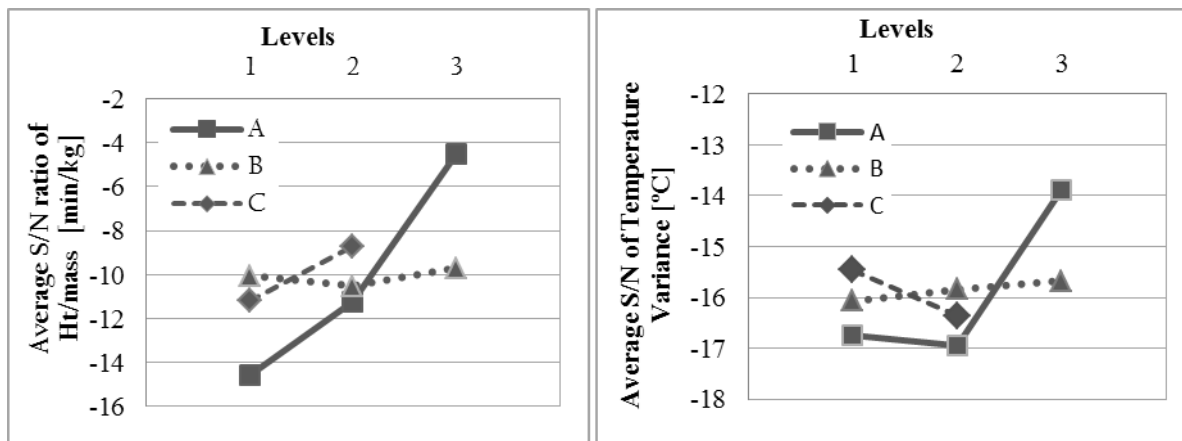 Levels
1 2 3
-2
-4
-6
-8
-10
-12
-14
-16
Average S/N ratio of
Ht/mass [min/kg]
A
B
C
Levels
1 2 3
-12
-13
-14
-15
-16
-17
-18
Average S/N of Temperature
Variance [ºC]
A
B
C